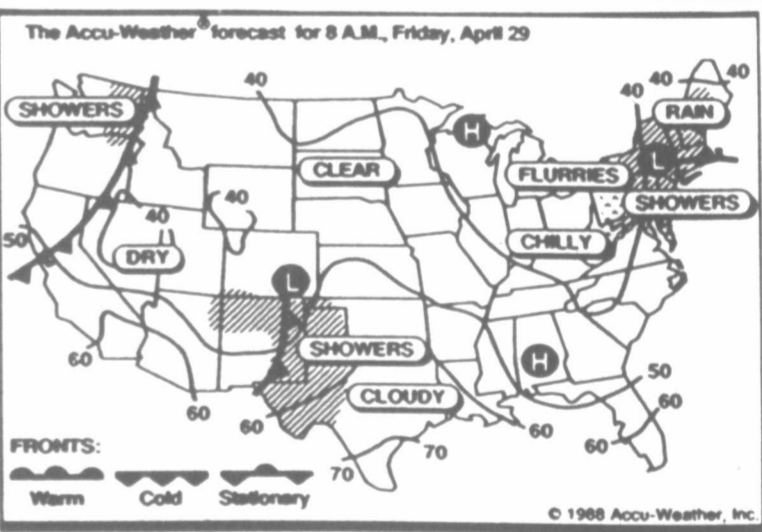 The Accu-Weather® forecast for 8 A.M., Friday, April 29
40
40
40
40
SHOWERS
RAIN
H
L
CLEAR
FLURRIES
SHOWERS
40
40
50
DRY
CHILLY
L
SHOWERS
H
60
CLOUDY
50
60
60
60
60
60
70
70
FRONTS:
Warm
Cold
Stationary
© 1988 Accu-Weather, Inc.